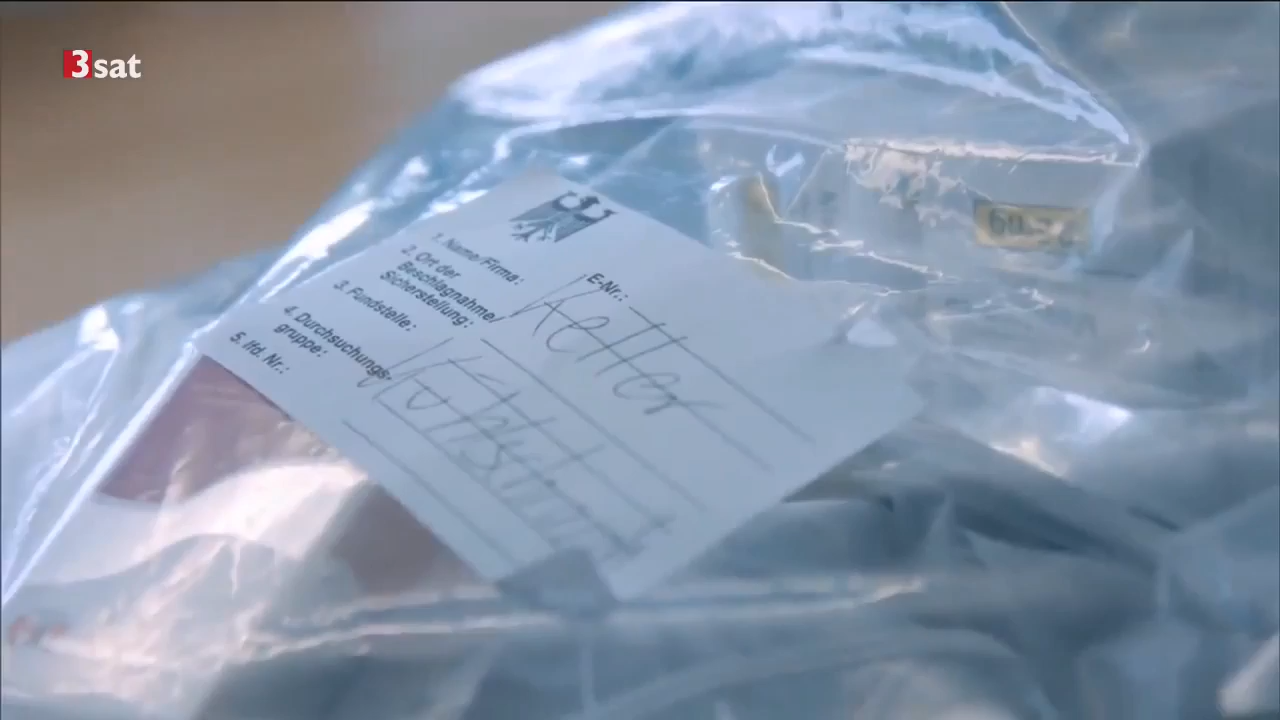 3sat
E-Nr.:
1. Name/Firma: Keller
2. Ort der
Beschlagnahme/
Sicherstellung:
3. Fundstelle:
4. Durchsuchungs-
gruppe:
5. lfd. Nr.: